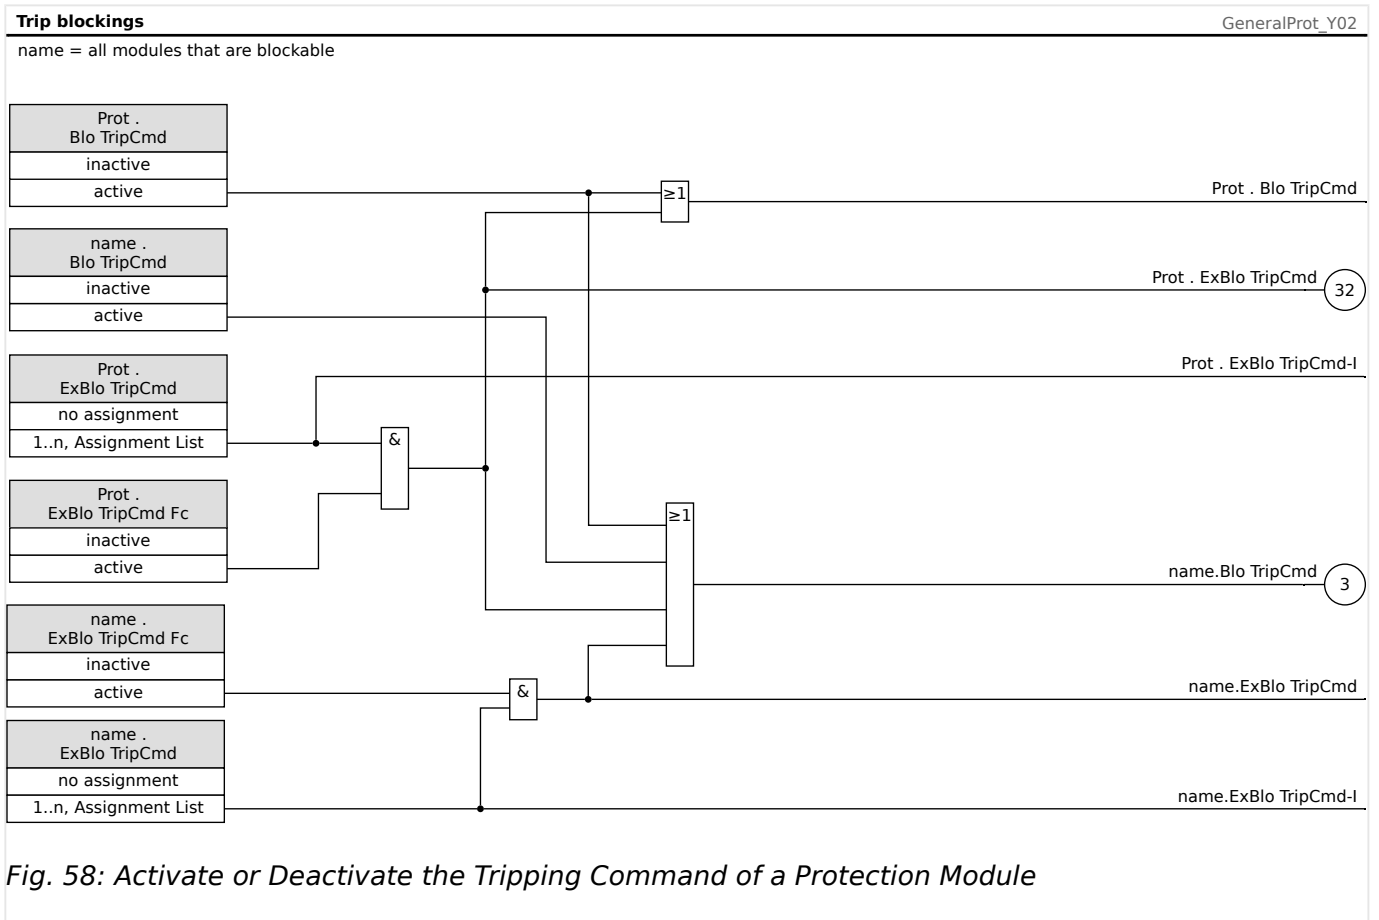 Trip blockings
GeneralProt_Y02
name = all modules that are blockable
Prot .
Blo TripCmd
inactive
active
≥1
Prot . Blo TripCmd
name .
Blo TripCmd
inactive
active
Prot . ExBlo TripCmd
32
Prot .
ExBlo TripCmd
no assignment
1..n, Assignment List
Prot . ExBlo TripCmd-I
&
Prot .
ExBlo TripCmd Fc
inactive
active
≥1
name.Blo TripCmd
3
name .
ExBlo TripCmd Fc
inactive
active
&
name.ExBlo TripCmd
name .
ExBlo TripCmd
no assignment
1..n, Assignment List
name.ExBlo TripCmd-I
Fig. 58: Activate or Deactivate the Tripping Command of a Protection Module